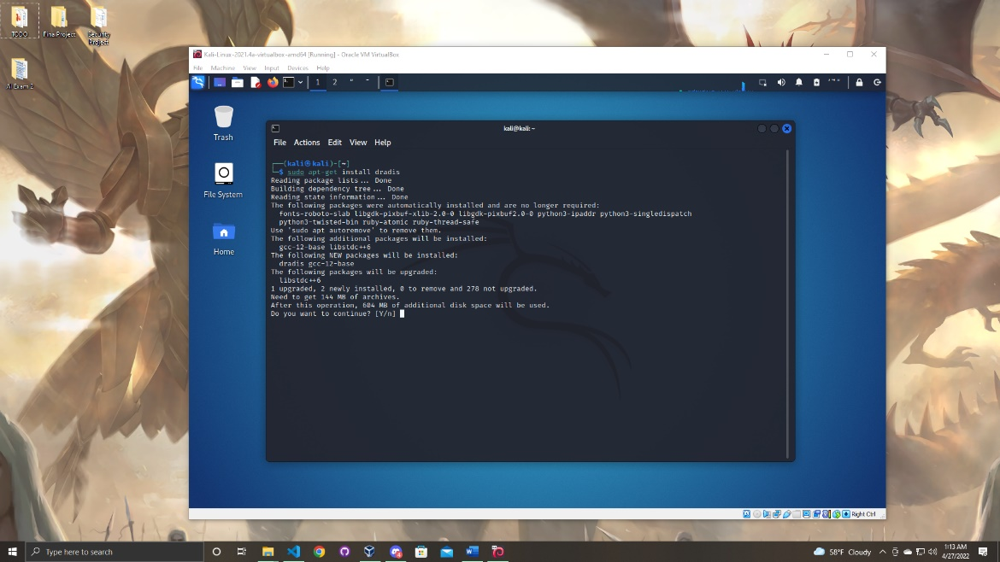 TODO
Fina Project
Security
Project
AI Exam 2
Kali-Linux-2021.4a-virtualbox-amd64 [Running] - Oracle VM VirtualBox
File Machine View Input Devices Help
1 2
Trash
File System
Home
kali@kali: ~
File Actions Edit View Help
┌──(kali㉿kali)-[~]
└─$ sudo apt-get install dradis
Reading package lists... Done
Building dependency tree... Done
Reading state information... Done
The following packages were automatically installed and are no longer required:
fonts-roboto-slab libgdk-pixbuf-xlib-2.0-0 libgdk-pixbuf2.0-0 python3-ipaddr python3-singledispatch
python3-twisted-bin ruby-atomic ruby-thread-safe
Use 'sudo apt autoremove' to remove them.
The following additional packages will be installed:
gcc-12-base libstdc++6
The following NEW packages will be installed:
dradis gcc-12-base
The following packages will be upgraded:
libstdc++6
1 upgraded, 2 newly installed, 0 to remove and 278 not upgraded.
Need to get 144 MB of archives.
After this operation, 604 MB of additional disk space will be used.
Do you want to continue? [Y/n]
Right Ctrl
Type here to search
58°F Cloudy
1:13 AM
4/27/2022